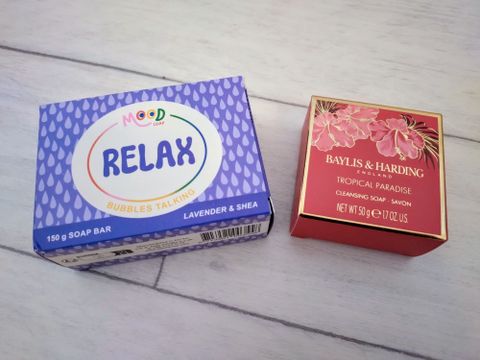 MOOD
SOAP
RELAX
BUBBLES TALKING
150 g SOAP BAR
LAVENDER & SHEA
BAYLIS & HARDING
ENGLAND
TROPICAL PARADISE
CLEANSING SOAP · SAVON
NET WT 50 g e 1.7 OZ. US.